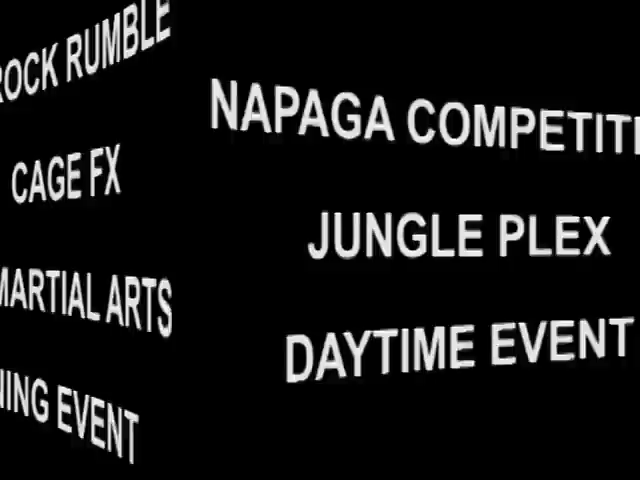 ROCK RUMBLE
CAGE FX
MARTIAL ARTS
NING EVENT
NAPAGA COMPETITI
JUNGLE PLEX
DAYTIME EVENT